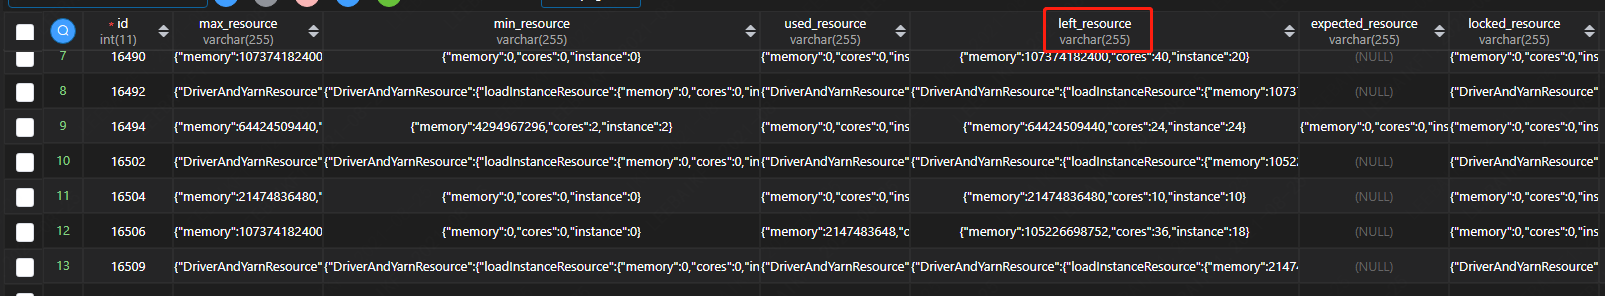 * id
int(11)
max_resource
varchar(255)
min_resource
varchar(255)
used_resource
varchar(255)
left_resource
varchar(255)
expected_resource
varchar(255)
locked_resource
varchar(255)
7 16490 {"memory":107374182400 {"memory":0,"cores":0,"instance":0} {"memory":0,"cores":0,"ins {"memory":107374182400,"cores":40,"instance":20} (NULL) {"memory":0,"cores":0,"ins
8 16492 {"DriverAndYarnResource" {"DriverAndYarnResource":{"loadInstanceResource":{"memory":0,"cores":0,"in {"DriverAndYarnResource" {"DriverAndYarnResource":{"loadInstanceResource":{"memory":1073 (NULL) {"DriverAndYarnResource"
9 16494 {"memory":64424509440," {"memory":4294967296,"cores":2,"instance":2} {"memory":0,"cores":0,"ins {"memory":64424509440,"cores":24,"instance":24} {"memory":0,"cores":0,"ins {"memory":0,"cores":0,"ins
10 16502 {"DriverAndYarnResource" {"DriverAndYarnResource":{"loadInstanceResource":{"memory":0,"cores":0,"in {"DriverAndYarnResource" {"DriverAndYarnResource":{"loadInstanceResource":{"memory":1052 (NULL) {"DriverAndYarnResource"
11 16504 {"memory":21474836480," {"memory":0,"cores":0,"instance":0} {"memory":0,"cores":0,"ins {"memory":21474836480,"cores":10,"instance":10} (NULL) {"memory":0,"cores":0,"ins
12 16506 {"memory":107374182400 {"memory":0,"cores":0,"instance":0} {"memory":2147483648,"c {"memory":105226698752,"cores":36,"instance":18} (NULL) {"memory":0,"cores":0,"ins
13 16509 {"DriverAndYarnResource" {"DriverAndYarnResource":{"loadInstanceResource":{"memory":0,"cores":0,"in {"DriverAndYarnResource" {"DriverAndYarnResource":{"loadInstanceResource":{"memory":2147 (NULL) {"DriverAndYarnResource"